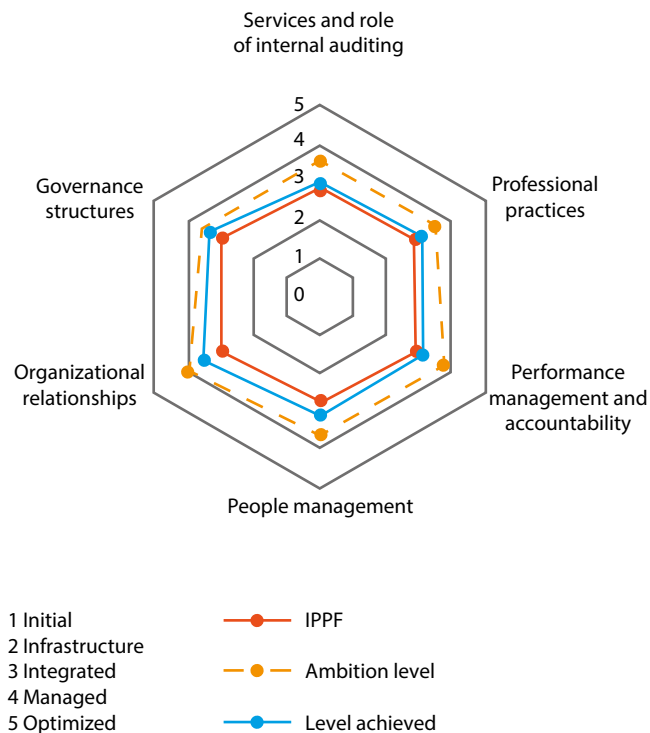 Services and role
of internal auditing
5
4
3
2
1
0
Governance
structures
Professional
practices
Organizational
relationships
Performance
management and
accountability
People management
1 Initial
2 Infrastructure
3 Integrated
4 Managed
5 Optimized
IPPF
Ambition level
Level achieved